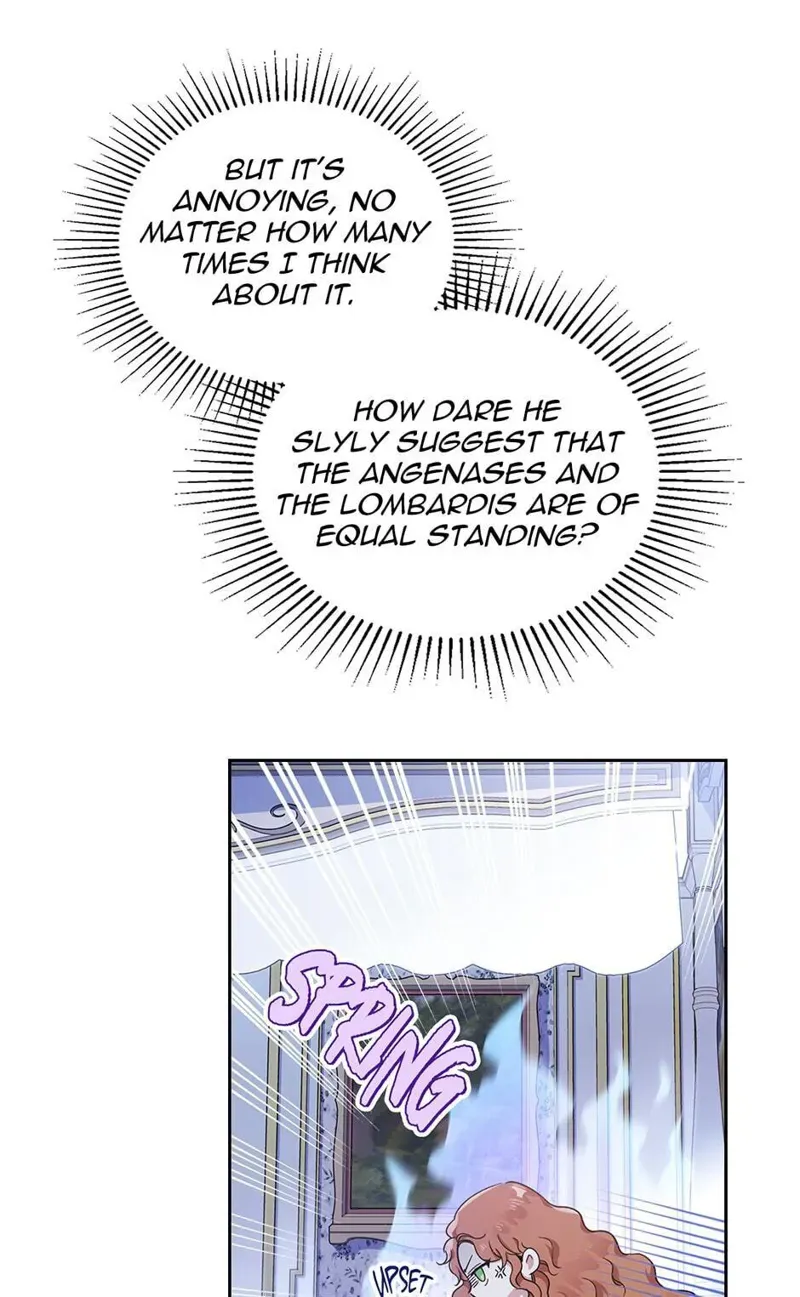 BUT IT'S
ANNOYING, NO
MATTER HOW MANY
TIMES I THINK
ABOUT IT.
HOW DARE HE
SLYLY SUGGEST THAT
THE ANGENASES AND
THE LOMBARDIS ARE OF
EQUAL STANDING?
SPRING
UPSET